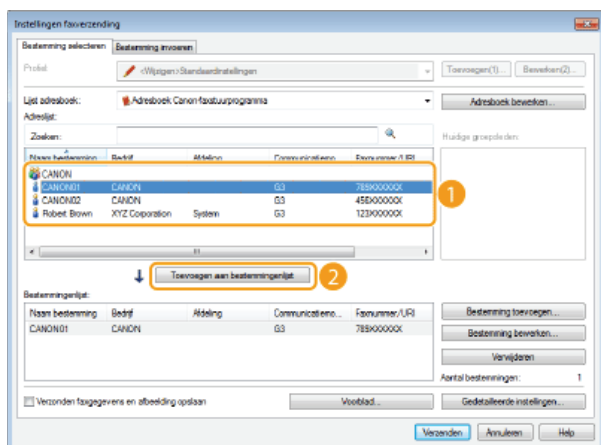 Instellingen faxverzending
Bestemming selecteren Bestemming invoeren
Profiel: <Wijzigen>Standaardinstellingen Toevoegen(1)... Bewerken(2)...
Lijst adresboek: Adresboek Canon-faxstuurprogramma Adresboek bewerken...
Adreslijst:
Zoeken: Huidige groepsleden:
Naam bestemming Bedrijf Afdeling Communicatiemo... Faxnummer/URI
CANON
CANON01 CANON G3 789XXXXXXX
CANON02 CANON G3 456XXXXXXX
Robert Brown XYZ Corporation System G3 123XXXXXXX
1
Toevoegen aan bestemmingenlijst 2
Bestemmingenlijst:
Naam bestemming Bedrijf Afdeling Communicatiemo... Faxnummer/URI Bestemming toevoegen...
CANON01 CANON G3 789XXXXXXX Bestemming bewerken...
Verwijderen
Aantal bestemmingen: 1
Verzonden faxgegevens en afbeelding opslaan Voorblad... Gedetailleerde instellingen...
Verzenden Annuleren Help